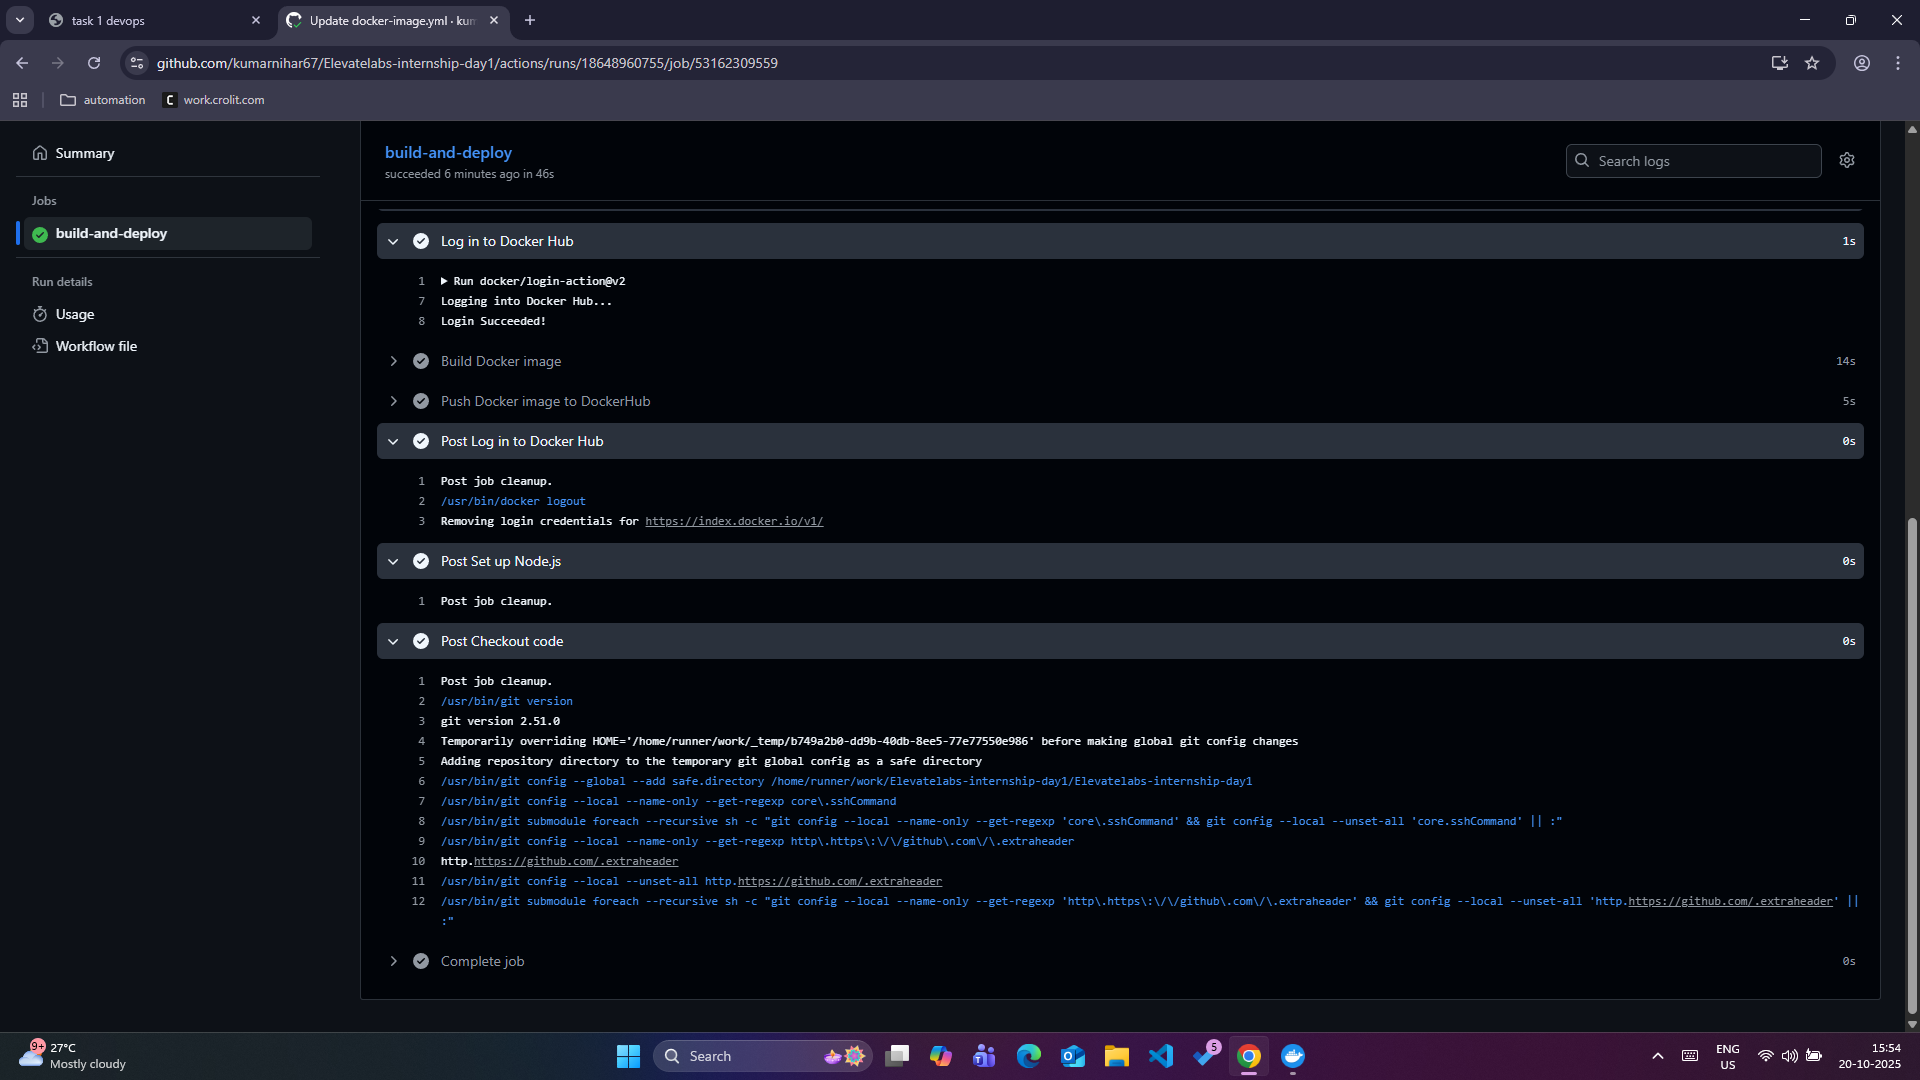 task 1 devops
Update docker-image.yml · kum
github.com/kumarnihar67/Elevatelabs-internship-day1/actions/runs/18648960755/job/53162309559
automation
C work.crolit.com
Summary
Jobs
build-and-deploy
Run details
Usage
Workflow file
build-and-deploy
succeeded 6 minutes ago in 46s
Search logs
Log in to Docker Hub 1s
1 Run docker/login-action@v2
7 Logging into Docker Hub...
8 Login Succeeded!
Build Docker image 14s
Push Docker image to DockerHub 5s
Post Log in to Docker Hub 0s
1 Post job cleanup.
2 /usr/bin/docker logout
3 Removing login credentials for https://index.docker.io/v1/
Post Set up Node.js 0s
1 Post job cleanup.
Post Checkout code 0s
1 Post job cleanup.
2 /usr/bin/git version
3 git version 2.51.0
4 Temporarily overriding HOME='/home/runner/work/_temp/b749a2b0-dd9b-40db-8ee5-77e77550e986' before making global git config changes
5 Adding repository directory to the temporary git global config as a safe directory
6 /usr/bin/git config --global --add safe.directory /home/runner/work/Elevatelabs-internship-day1/Elevatelabs-internship-day1
7 /usr/bin/git config --local --name-only --get-regexp core\.sshCommand
8 /usr/bin/git submodule foreach --recursive sh -c "git config --local --name-only --get-regexp 'core\.sshCommand' && git config --local --unset-all 'core.sshCommand' || :"
9 /usr/bin/git config --local --name-only --get-regexp http\.https\:\/\/github\.com\/\.extraheader
10 http.https://github.com/.extraheader
11 /usr/bin/git config --local --unset-all http.https://github.com/.extraheader
12 /usr/bin/git submodule foreach --recursive sh -c "git config --local --name-only --get-regexp 'http\.https\:\/\/github\.com\/\.extraheader' && git config --local --unset-all 'http.https://github.com/.extraheader' ||
:"
Complete job 0s
9+
27°C
Mostly cloudy
Search
5
ENG
US
15:54
20-10-2025